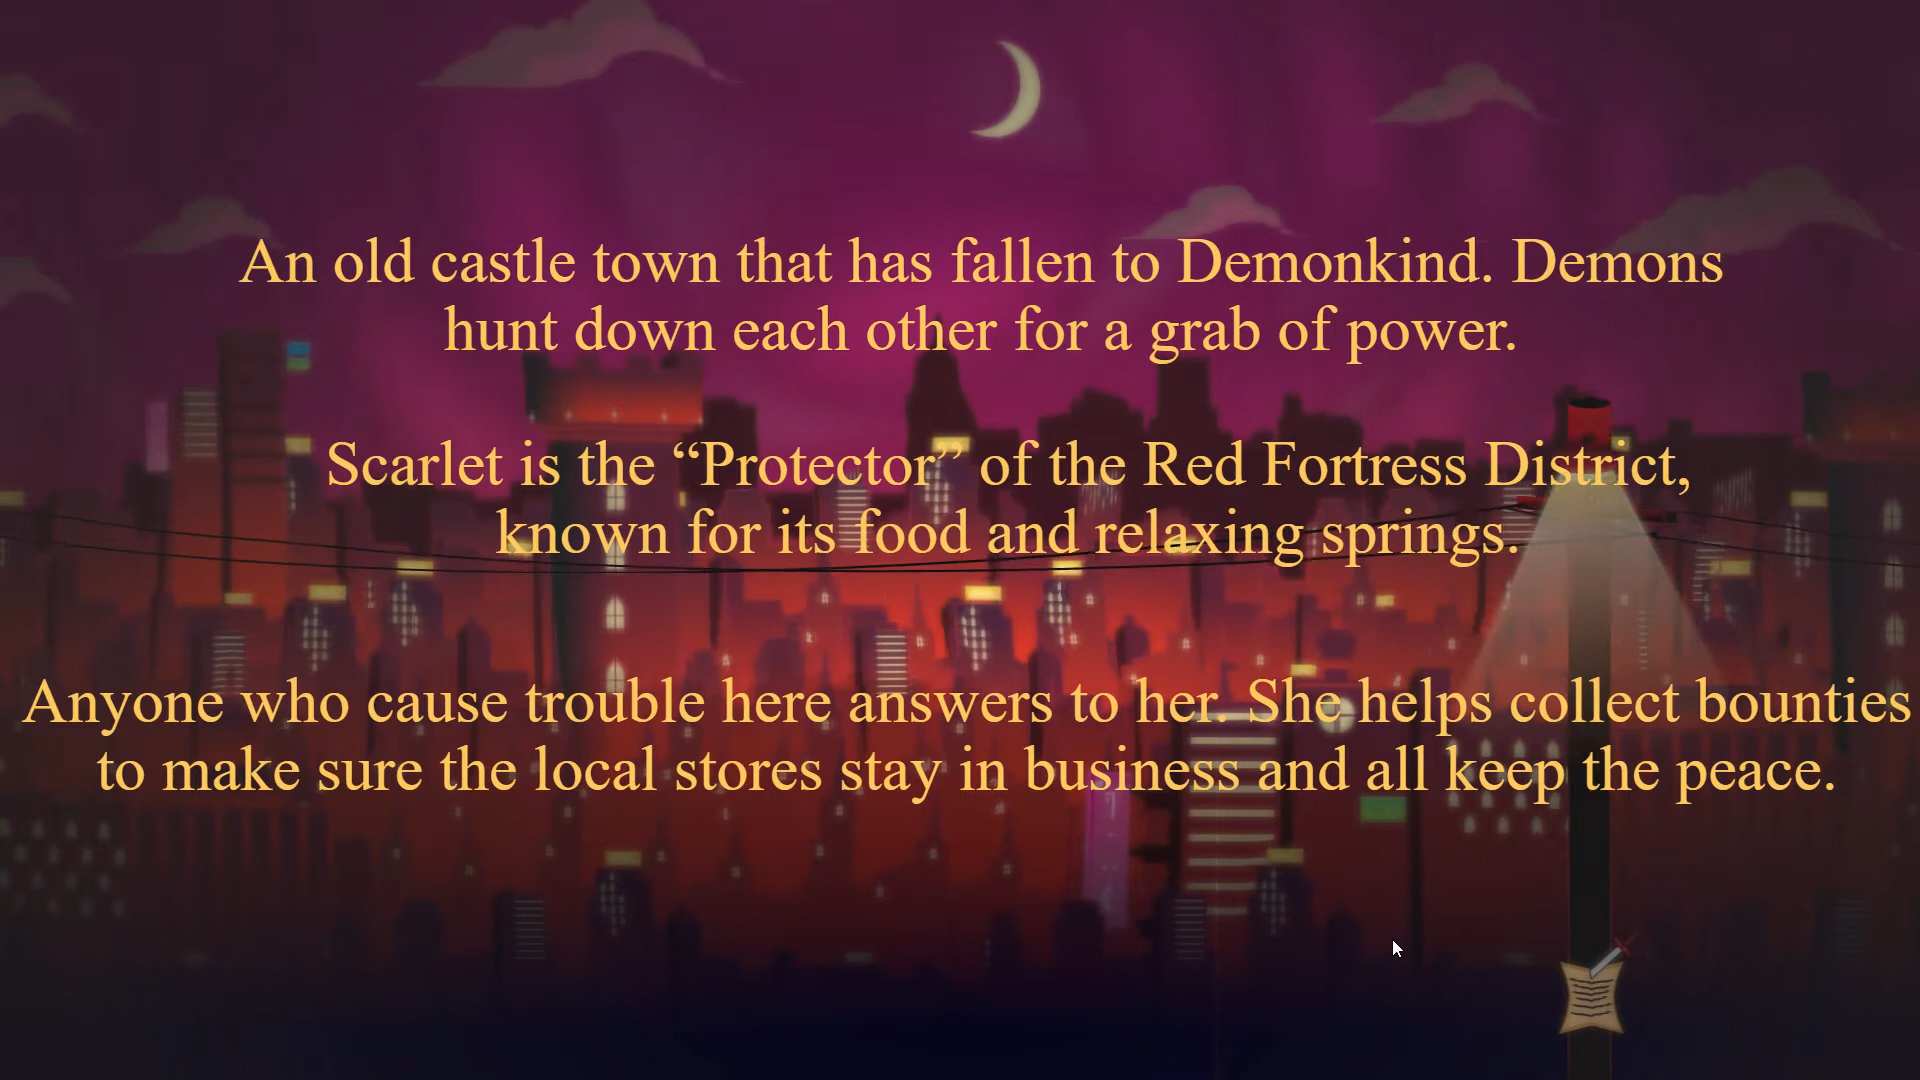 An old castle town that has fallen to Demonkind. Demons
hunt down each other for a grab of power.
Scarlet is the “Protector” of the Red Fortress District,
known for its food and relaxing springs.
Anyone who cause trouble here answers to her. She helps collect bounties
to make sure the local stores stay in business and all keep the peace.